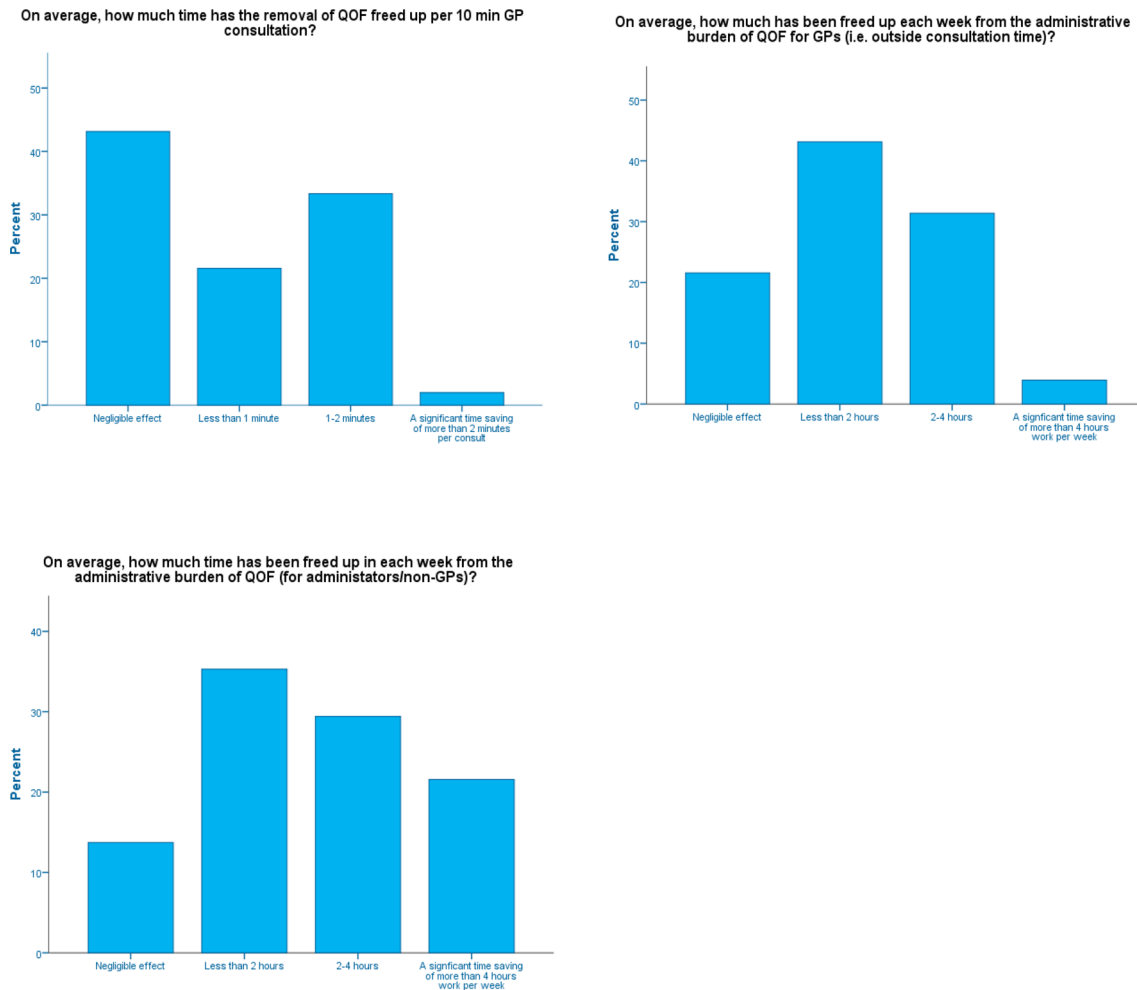 On average, how much time has the removal of QOF freed up per 10 min GP
consultation?
Percent
50
40
30
20
10
0
Negligible effect
Less than 1 minute
1-2 minutes
A significant time saving
of more than 2 minutes
per consult
On average, how much has been freed up each week from the administrative
burden of QOF for GPs (i.e. outside consultation time)?
Percent
50
40
30
20
10
0
Negligible effect
Less than 2 hours
2-4 hours
A signficant time saving
of more than 4 hours
work per week
On average, how much time has been freed up in each week from the
administrative burden of QOF (for administators/non-GPs)?
Percent
40
30
20
10
0
Negligible effect
Less than 2 hours
2-4 hours
A signficant time saving
of more than 4 hours
work per week